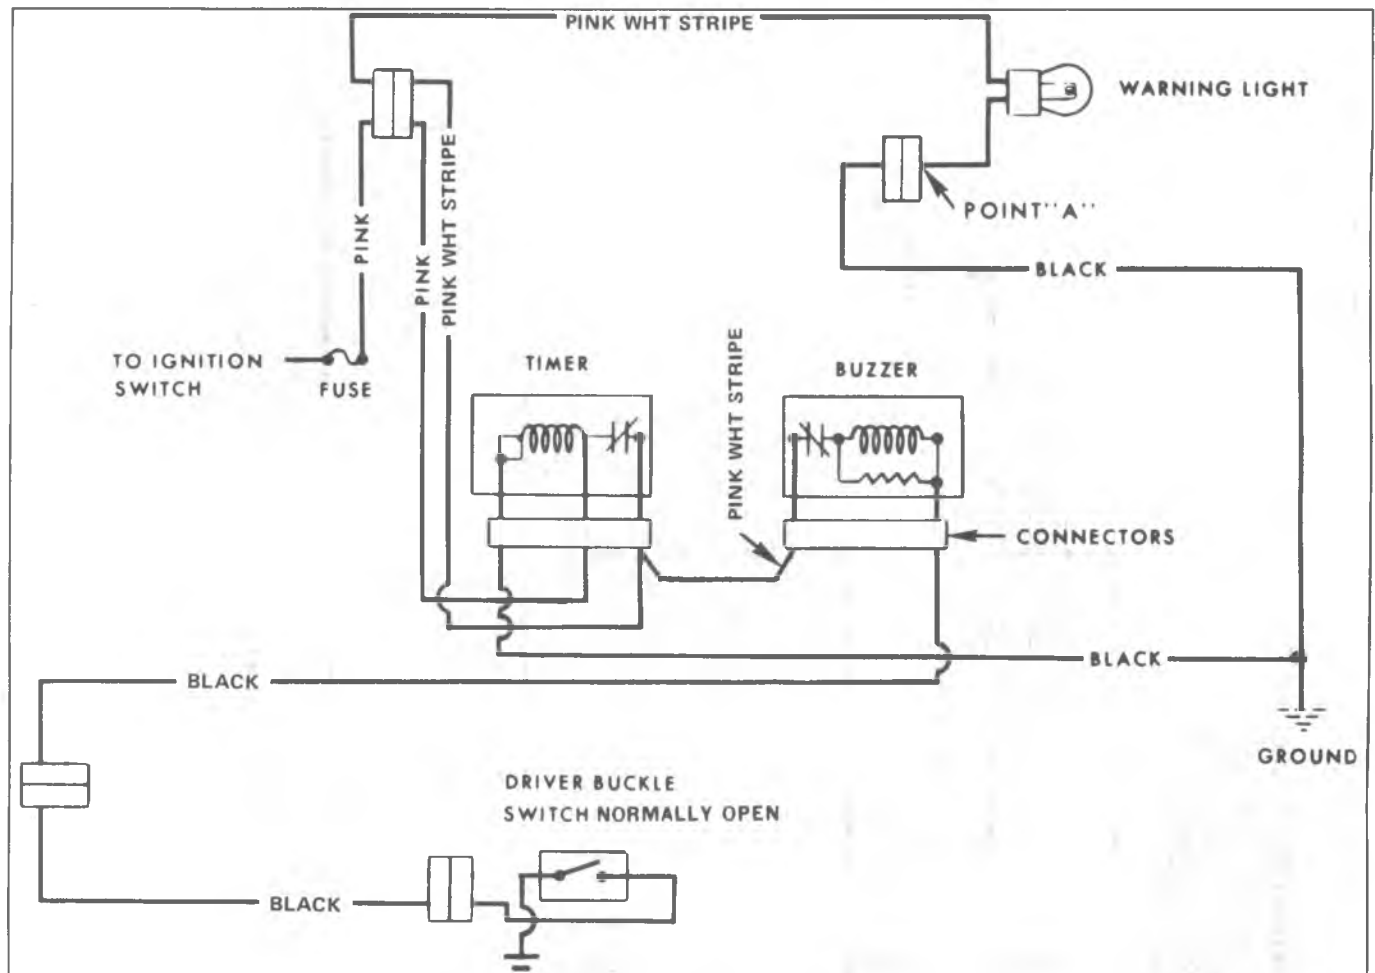 PINK WHT STRIPE
WARNING LIGHT
POINT"A"
BLACK
PINK
PINK
PINK WHT STRIPE
TO IGNITION
SWITCH
FUSE
TIMER
PINK WHT STRIPE
BUZZER
CONNECTORS
BLACK
BLACK
GROUND
DRIVER BUCKLE
SWITCH NORMALLY OPEN
BLACK